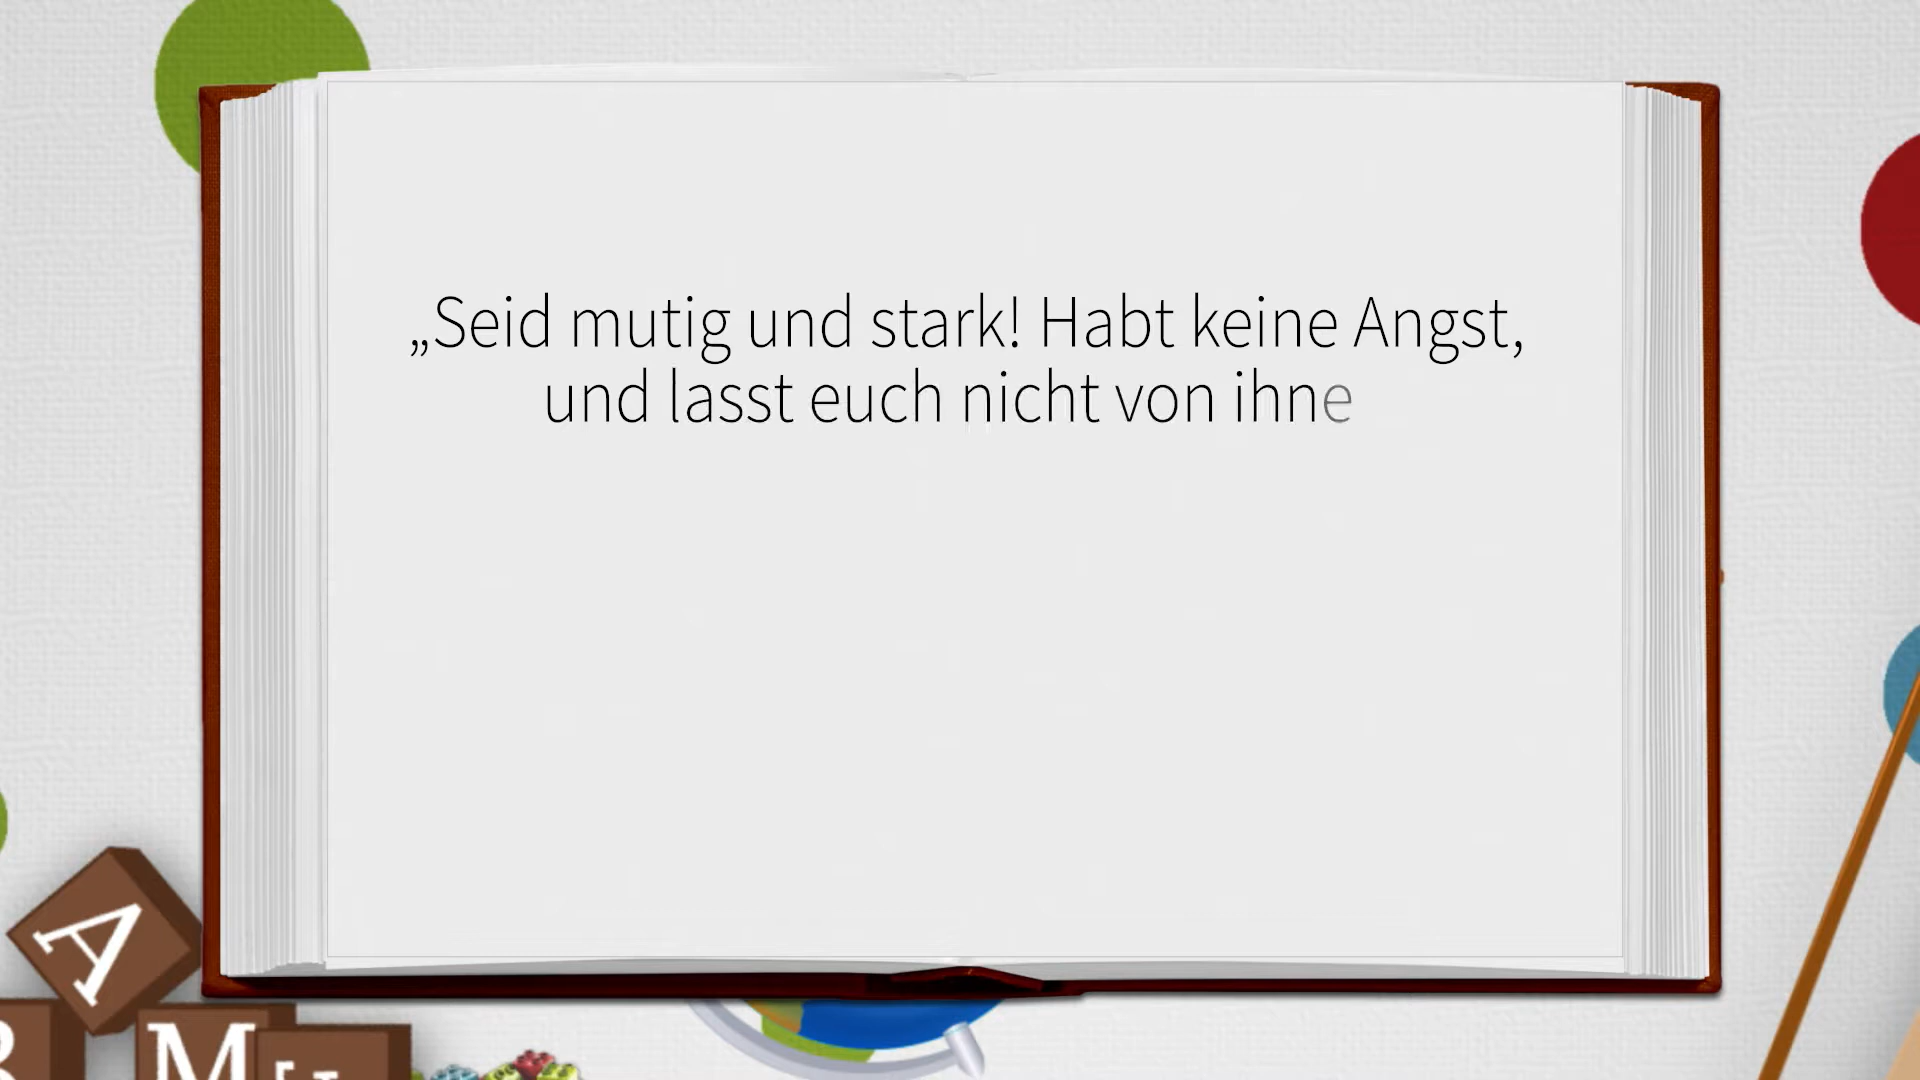 „Seid mutig und stark! Habt keine Angst,
und lasst euch nicht von ihne
A
M